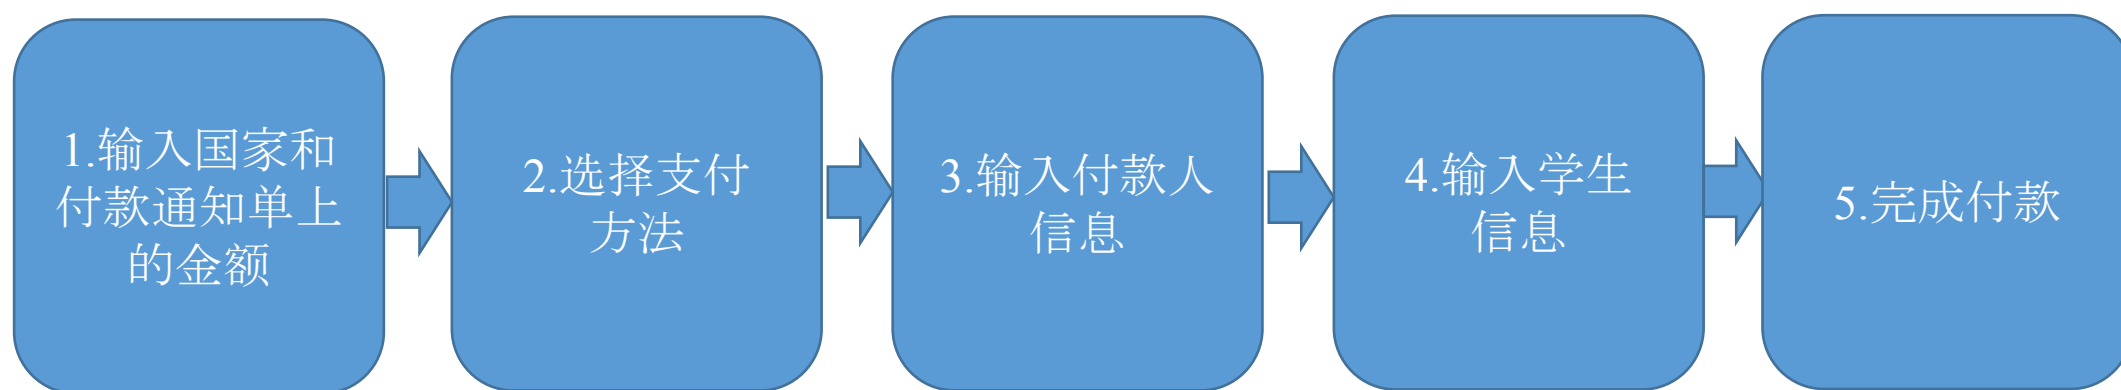 1.输入国家和
付款通知单上
的金额
2.选择支付
方法
3.输入付款人
信息
4.输入学生
信息
5.完成付款